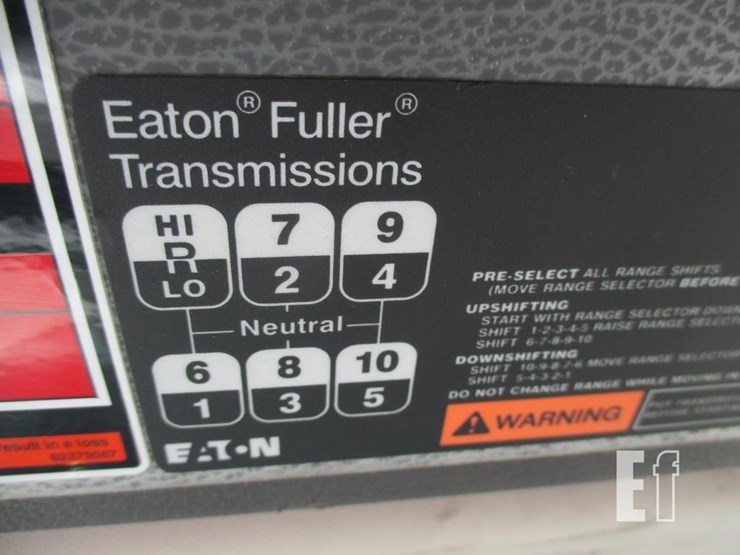 Eaton® Fuller®
Transmissions
HI 7 9
R
LO 2 4
Neutral
6 8 10
1 3 5
EATON
PRE-SELECT ALL RANGE SHIFTS
(MOVE RANGE SELECTOR BEFORE
UPSHIFTING
START WITH RANGE SELECTOR DOWN
SHIFT 1-2-3-4-5 RAISE RANGE SELECTO
SHIFT 6-7-8-9-10
DOWNSHIFTING
SHIFT 10-9-8-7-6 MOVE RANGE SELECTOR
SHIFT 5-4-3-2-1
DO NOT CHANGE RANGE WHILE MOVING IN
WARNING
result in a loss
Ef